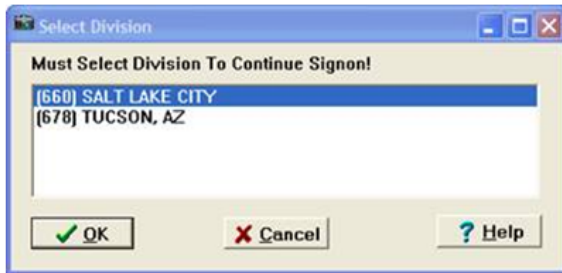 Select Division
Must Select Division To Continue Signon!
(660) SALT LAKE CITY
(678) TUCSON, AZ
OK
Cancel
? Help